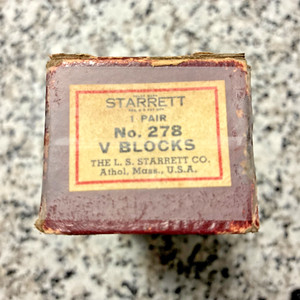 STARRETT
1 PAIR
No. 278
V BLOCKS
THE L. S. STARRETT CO.
Athol, Mass., U.S.A.